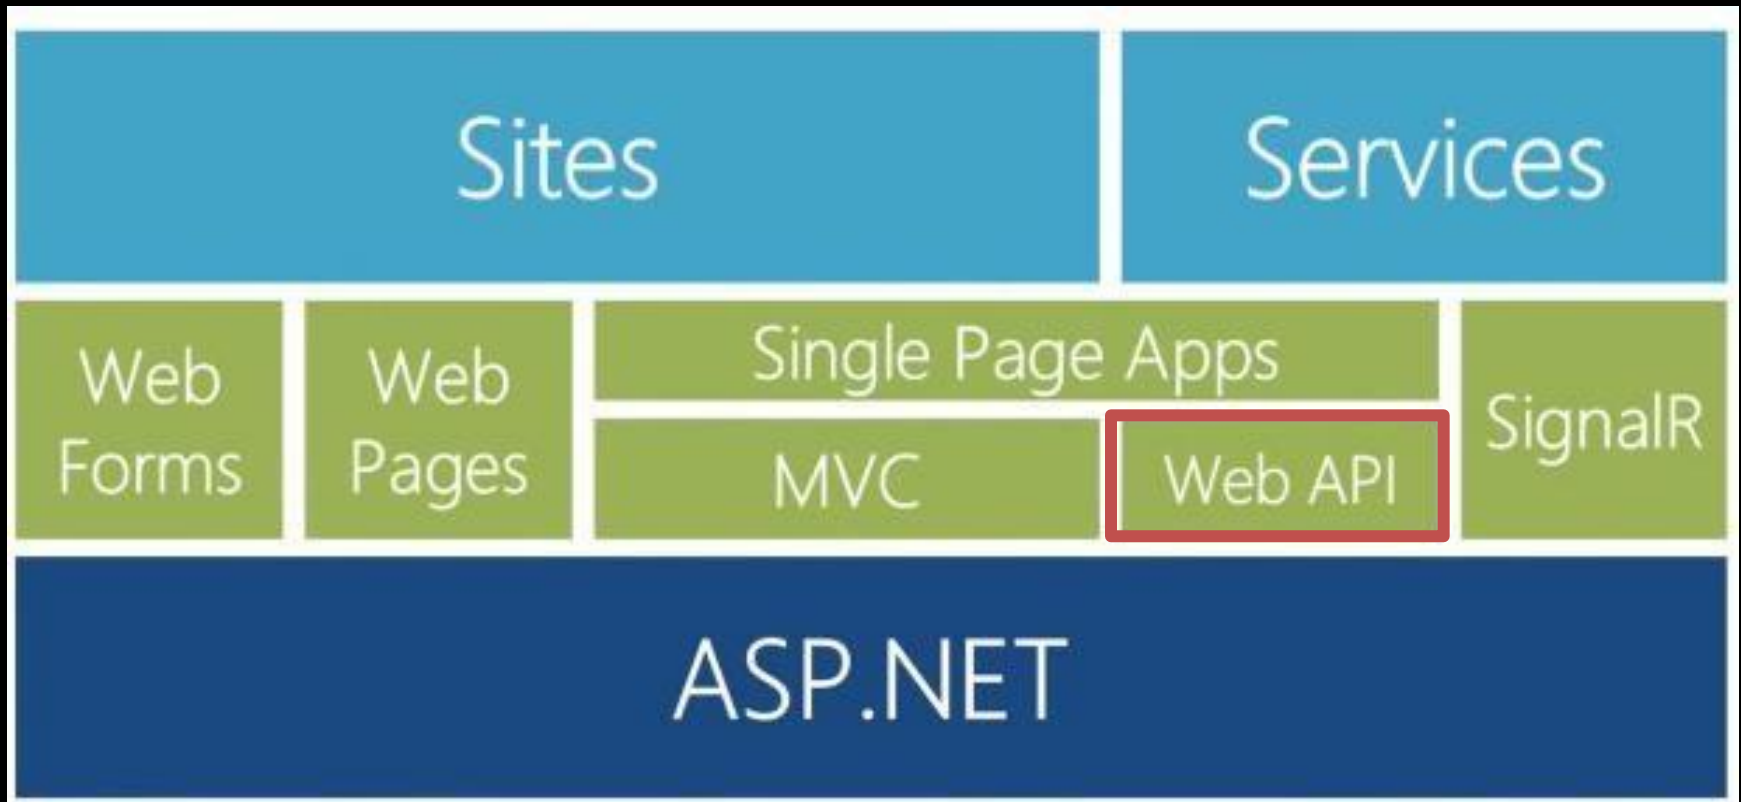 Sites
Services
Web
Forms
Web
Pages
Single Page Apps
MVC
Web API
SignalR
ASP.NET